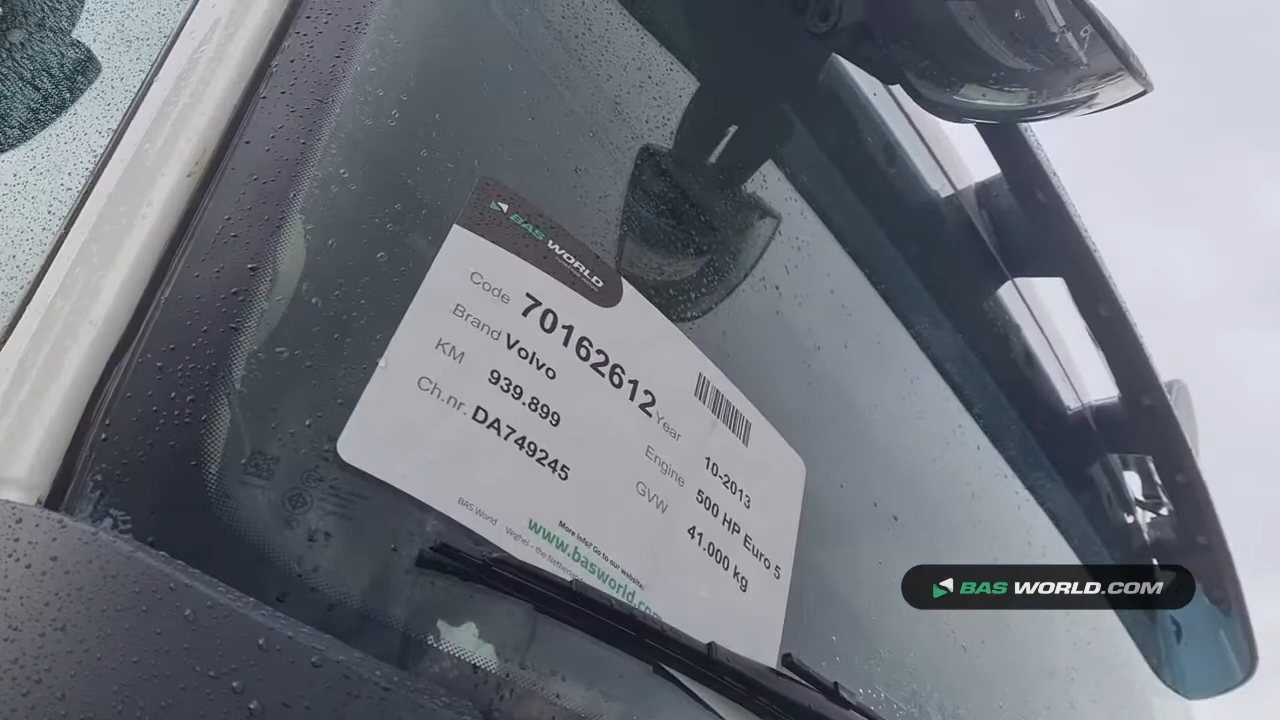 BAS WORLD
Code 70162612
Brand Volvo
KM 939.899
Ch.nr. DA749245
Year 10-2013
Engine 500 HP Euro 5
GVW 41.000 kg
More info? Go to our website:
www.basworld.com
BAS World Veghel - the Netherlands
BAS WORLD.COM